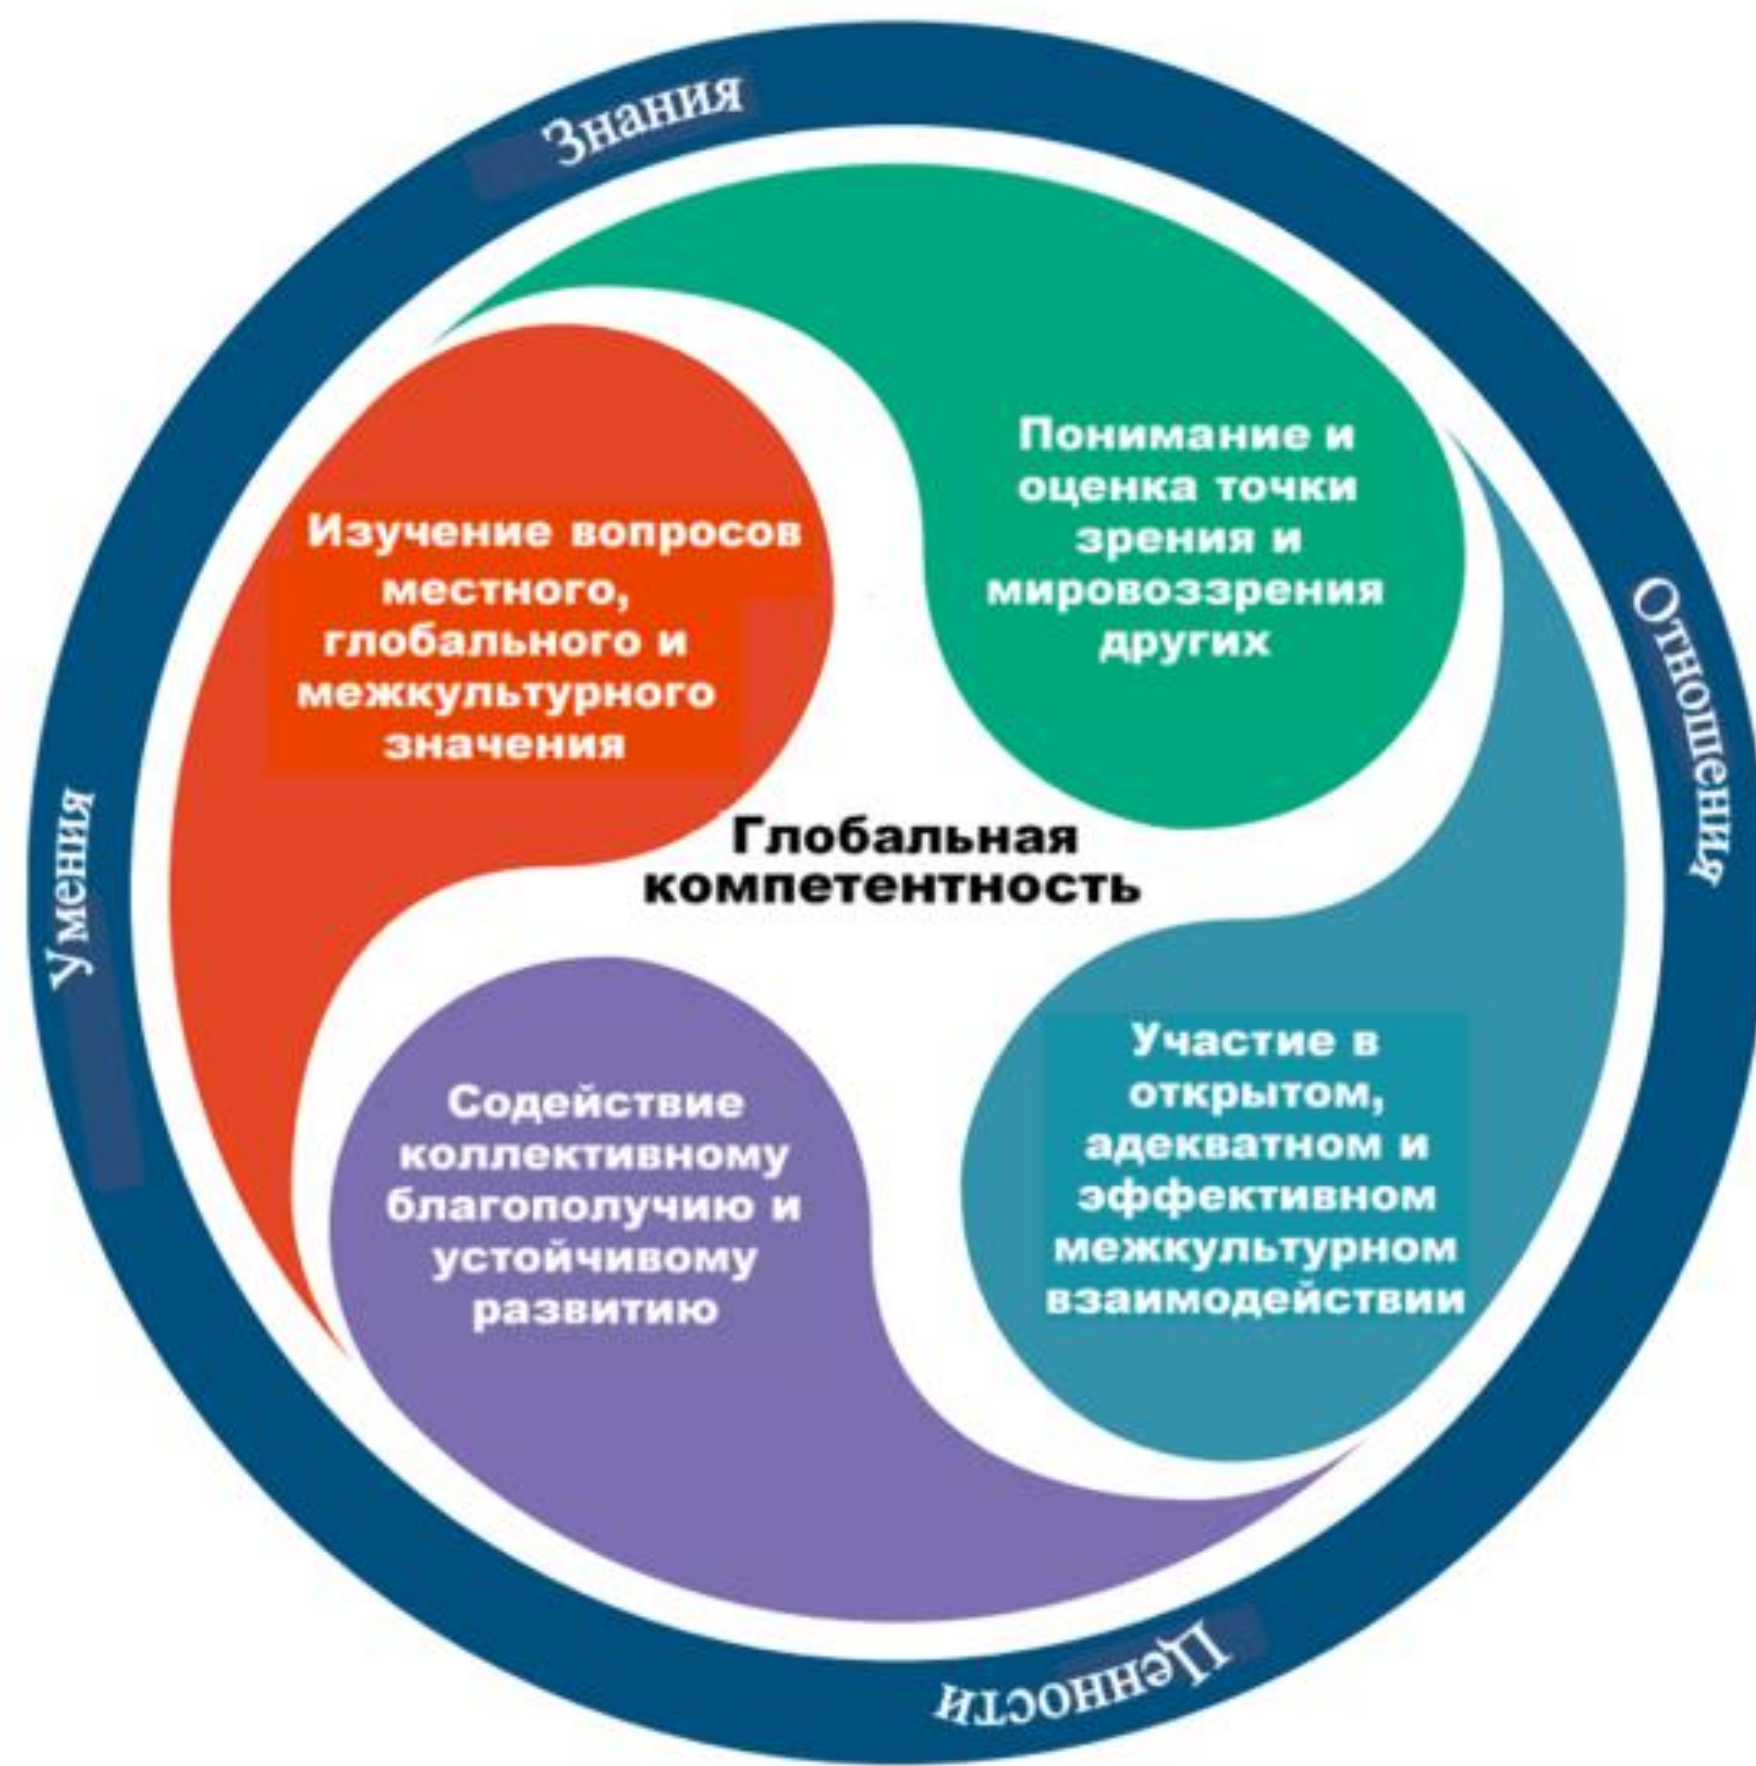 Знания
Понимание и
оценка точки
зрения и
мировоззрения
других
Изучение вопросов
местного,
глобального и
межкультурного
значения
Отношения
Глобальная
компетентность
Умения
Участие в
открытом,
адекватном и
эффективном
межкультурном
взаимодействии
Содействие
коллективному
благополучию и
устойчивому
развитию
Ценности